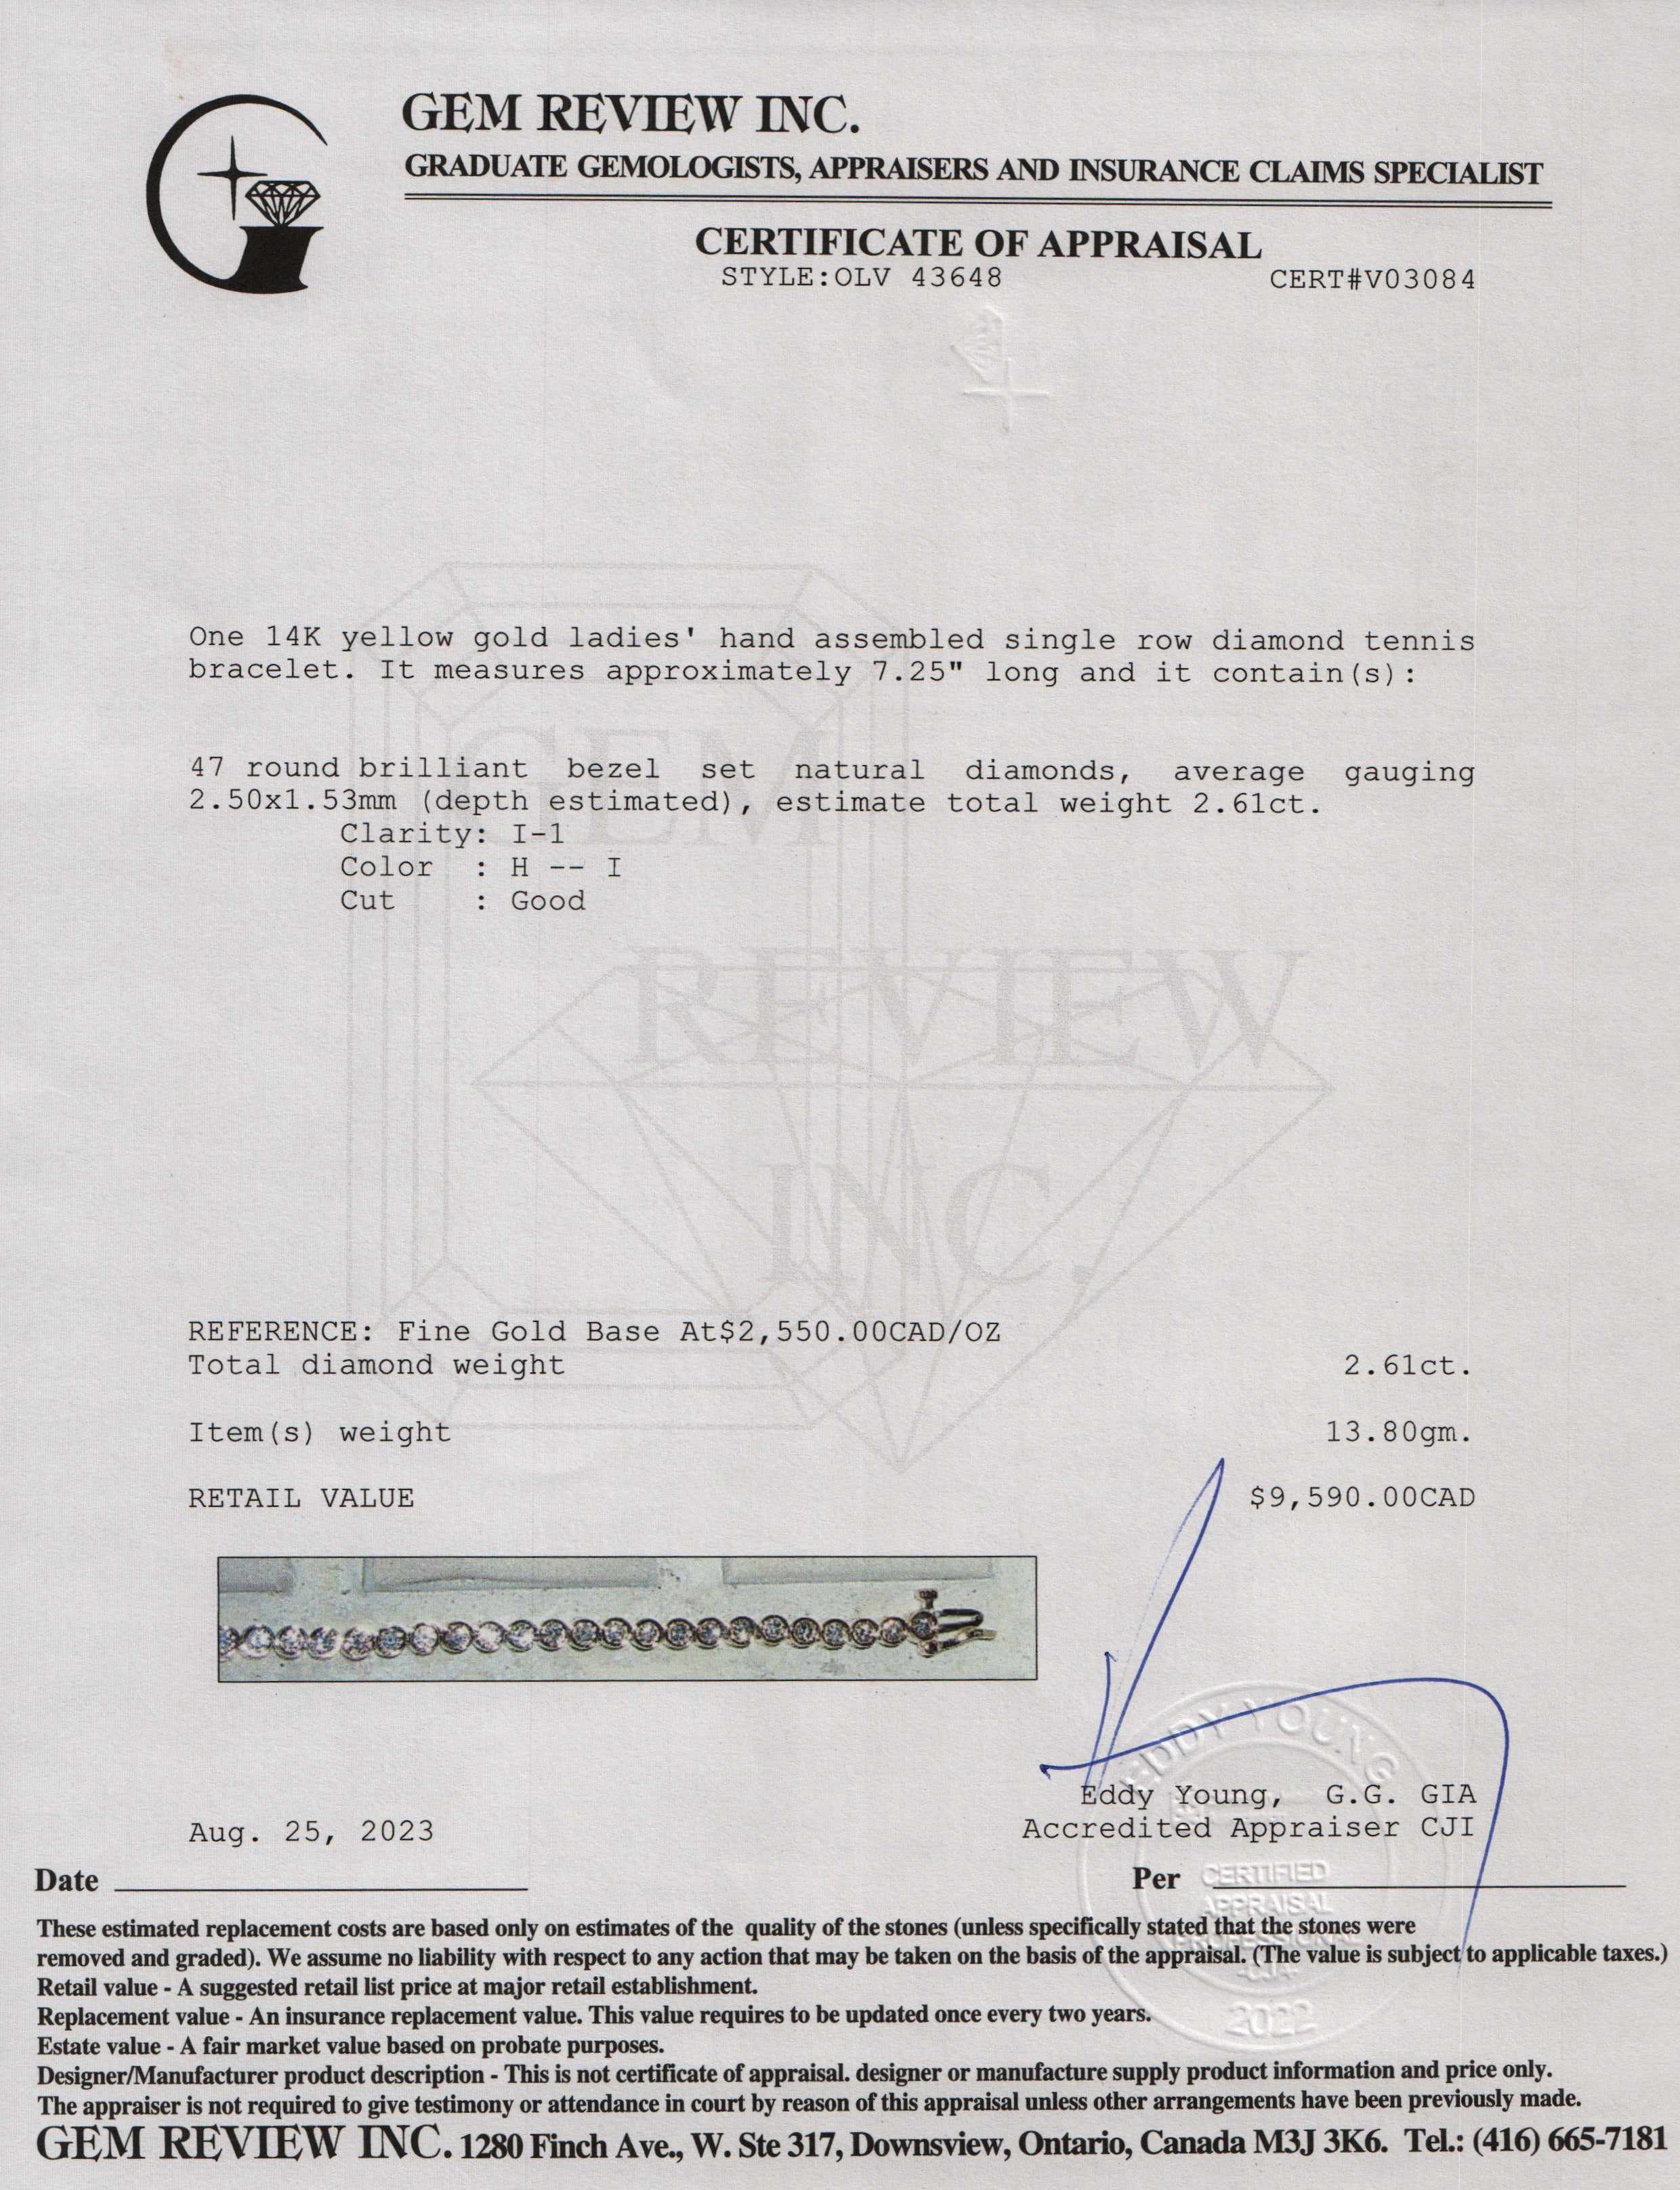 GEM REVIEW INC.
GRADUATE GEMOLOGISTS, APPRAISERS AND INSURANCE CLAIMS SPECIALIST
CERTIFICATE OF APPRAISAL
STYLE:OLV 43648 CERT#V03084
One 14K yellow gold ladies' hand assembled single row diamond tennis
bracelet. It measures approximately 7.25" long and it contain(s):
47 round brilliant bezel set natural diamonds, average gauging
2.50x1.53mm (depth estimated), estimate total weight 2.61ct.
Clarity: I-1
Color : H -- I
Cut : Good
GEM
REVIEW
INC.
REFERENCE: Fine Gold Base At$2,550.00CAD/OZ
Total diamond weight 2.61ct.
Item(s) weight 13.80gm.
RETAIL VALUE $9,590.00CAD
EDDY YOUNG
Eddy Young, G.G. GIA
Aug. 25, 2023 Accredited Appraiser CJI
Date Per
CERTIFIED
APPRAISAL
PROFESSIONAL
2022
These estimated replacement costs are based only on estimates of the quality of the stones (unless specifically stated that the stones were
removed and graded). We assume no liability with respect to any action that may be taken on the basis of the appraisal. (The value is subject to applicable taxes.)
Retail value - A suggested retail list price at major retail establishment.
Replacement value - An insurance replacement value. This value requires to be updated once every two years.
Estate value - A fair market value based on probate purposes.
Designer/Manufacturer product description - This is not certificate of appraisal. designer or manufacture supply product information and price only.
The appraiser is not required to give testimony or attendance in court by reason of this appraisal unless other arrangements have been previously made.
GEM REVIEW INC. 1280 Finch Ave., W. Ste 317, Downsview, Ontario, Canada M3J 3K6. Tel.: (416) 665-7181